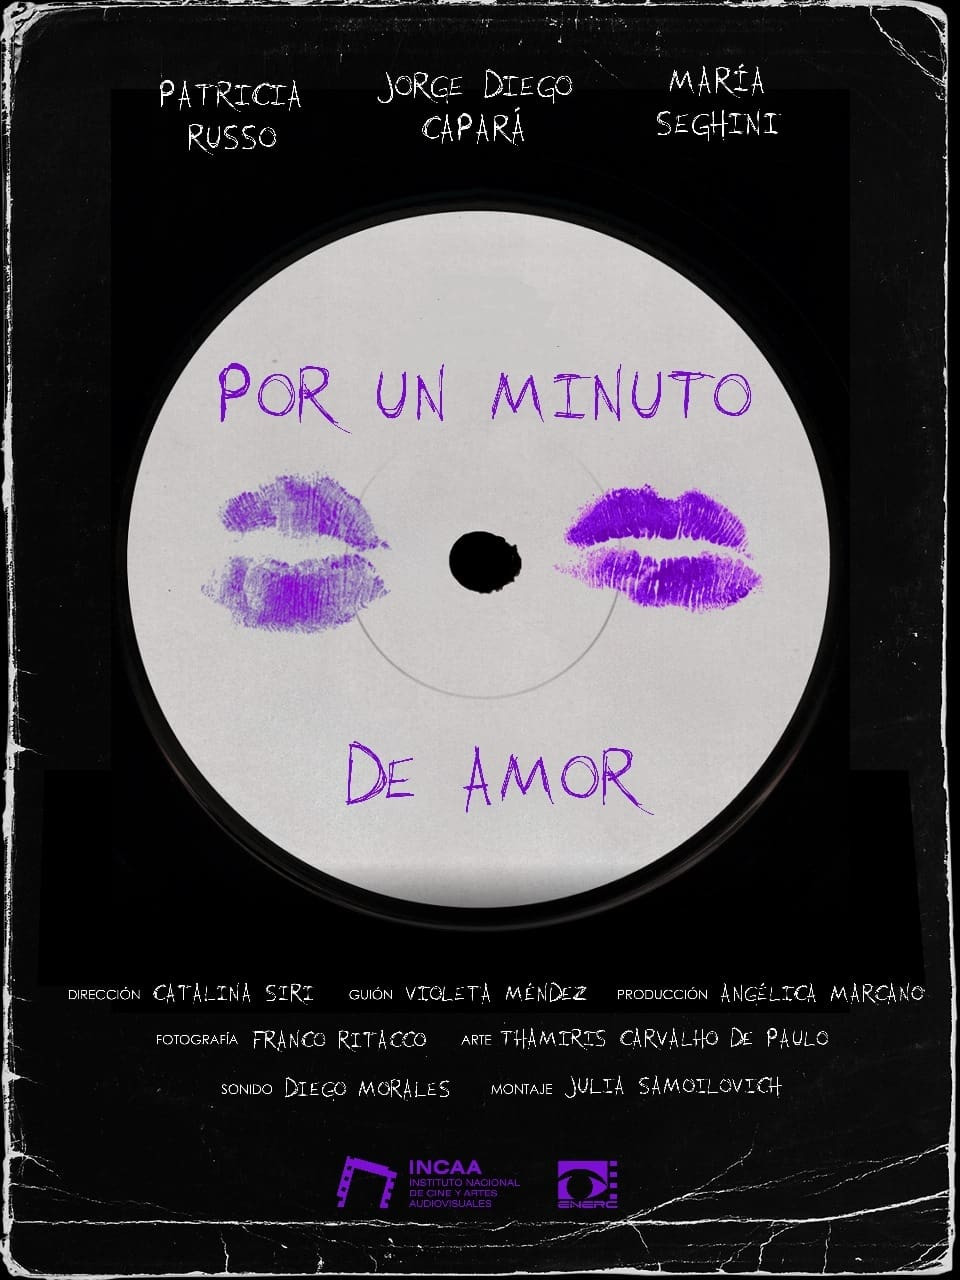 PATRICIA
RUSSO
JORGE DIEGO
CAPARÁ
MARÍA
SEGHINI
POR UN MINUTO
DE AMOR
DIRECCIÓN CATALINA SIRI GUIÓN VIOLETA MÉNDEZ PRODUCCIÓN ANGÉLICA MARCANO
FOTOGRAFÍA FRANCO RITACCO ARTE THAMIRIS CARVALHO DE PAULO
SONIDO DIEGO MORALES MONTAJE JULIA SAMOILOVICH
INCAA
INSTITUTO NACIONAL
DE CINE Y ARTES
AUDIOVISUALES
ENERC